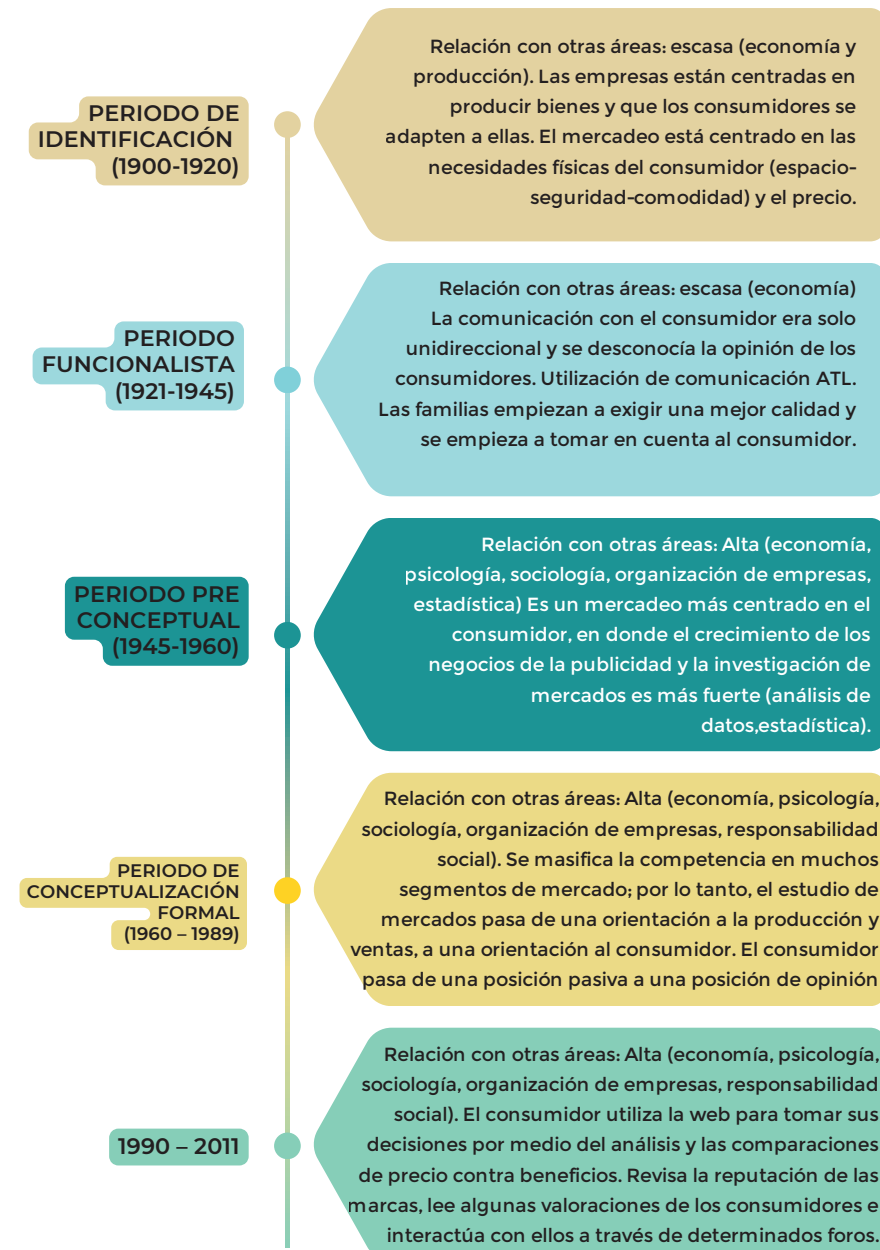 PERIODO DE
IDENTIFICACIÓN
(1900-1920)
Relación con otras áreas: escasa (economía y
producción). Las empresas están centradas en
producir bienes y que los consumidores se
adapten a ellas. El mercadeo está centrado en las
necesidades físicas del consumidor (espacio-
seguridad-comodidad) y el precio.
PERIODO
FUNCIONALISTA
(1921-1945)
Relación con otras áreas: escasa (economía)
La comunicación con el consumidor era solo
unidireccional y se desconocía la opinión de los
consumidores. Utilización de comunicación ATL.
Las familias empiezan a exigir una mejor calidad y
se empieza a tomar en cuenta al consumidor.
PERIODO PRE
CONCEPTUAL
(1945-1960)
Relación con otras áreas: Alta (economía,
psicología, sociología, organización de empresas,
estadística) Es un mercadeo más centrado en el
consumidor, en donde el crecimiento de los
negocios de la publicidad y la investigación de
mercados es más fuerte (análisis de
datos,estadística).
PERIODO DE
CONCEPTUALIZACIÓN
FORMAL
(1960 – 1989)
Relación con otras áreas: Alta (economía, psicología,
sociología, organización de empresas, responsabilidad
social). Se masifica la competencia en muchos
segmentos de mercado; por lo tanto, el estudio de
mercados pasa de una orientación a la producción y
ventas, a una orientación al consumidor. El consumidor
pasa de una posición pasiva a una posición de opinión
1990 – 2011
Relación con otras áreas: Alta (economía, psicología,
sociología, organización de empresas, responsabilidad
social). El consumidor utiliza la web para tomar sus
decisiones por medio del análisis y las comparaciones
de precio contra beneficios. Revisa la reputación de las
marcas, lee algunas valoraciones de los consumidores e
interactúa con ellos a través de determinados foros.